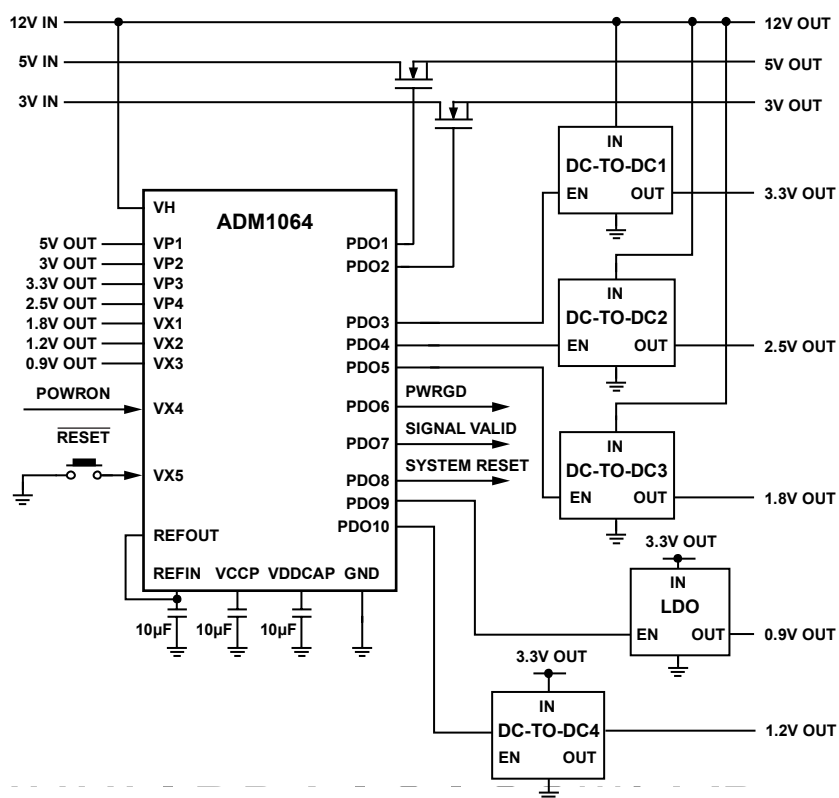 12V IN
12V OUT
5V IN
5V OUT
3V IN
3V OUT
IN
DC-TO-DC1
EN OUT
3.3V OUT
ADM1064
VH
5V OUT VP1
3V OUT VP2
3.3V OUT VP3
2.5V OUT VP4
1.8V OUT VX1
1.2V OUT VX2
0.9V OUT VX3
POWRON
VX4
RESET
VX5
REFOUT
REFIN VCCP VDDCAP GND
10µF 10µF 10µF
PDO1
PDO2
PDO3
PDO4
PDO5
PDO6
PWRGD
PDO7
SIGNAL VALID
PDO8
SYSTEM RESET
PDO9
PDO10
IN
DC-TO-DC2
EN OUT
2.5V OUT
IN
DC-TO-DC3
EN OUT
1.8V OUT
3.3V OUT
IN
LDO
EN OUT
0.9V OUT
3.3V OUT
IN
DC-TO-DC4
EN OUT
1.2V OUT